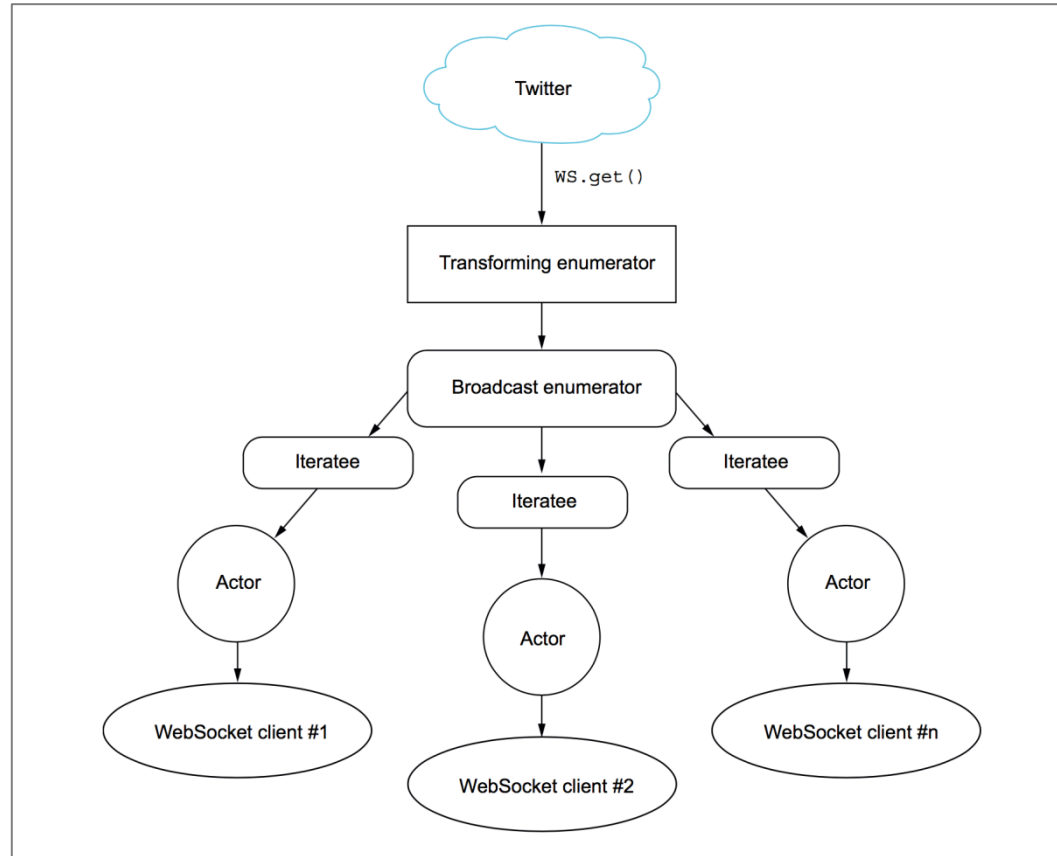 Twitter
WS.get()
Transforming enumerator
Broadcast enumerator
Iteratee
Iteratee
Iteratee
Actor
Actor
Actor
WebSocket client #1
WebSocket client #2
WebSocket client #n